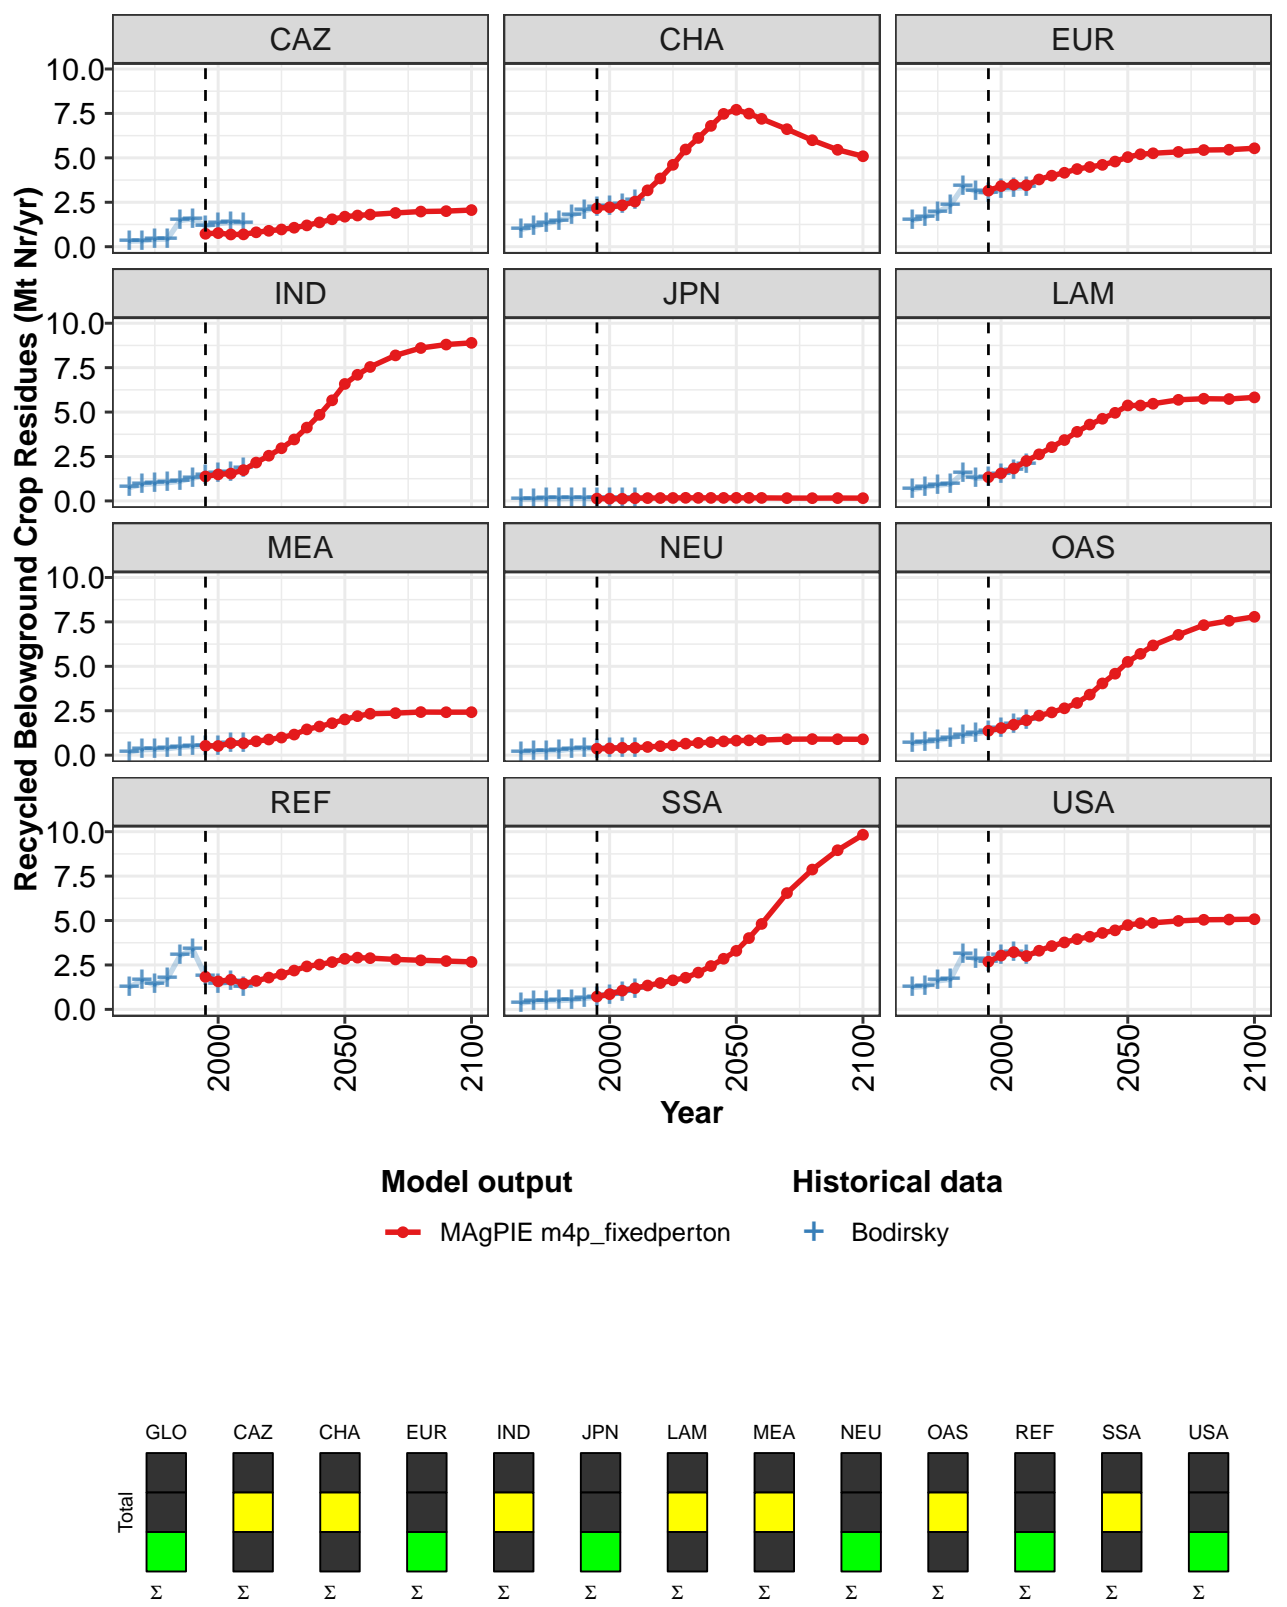 CAZ CHA EUR
10.0
7.5
5.0
2.5
0.0
IND JPN LAM
10.0
7.5
5.0
2.5
0.0
MEA NEU OAS
10.0
7.5
5.0
2.5
0.0
REF SSA USA
10.0
7.5
5.0
2.5
0.0
Recycled Belowground Crop Residues (Mt Nr/yr)
2000 2050 2100 2000 2050 2100 2000 2050 2100
Year
Model output Historical data
MAgPIE m4p_fixedperton Bodirsky
GLO CAZ CHA EUR IND JPN LAM MEA NEU OAS REF SSA USA
Total
Σ Σ Σ Σ Σ Σ Σ Σ Σ Σ Σ Σ Σ